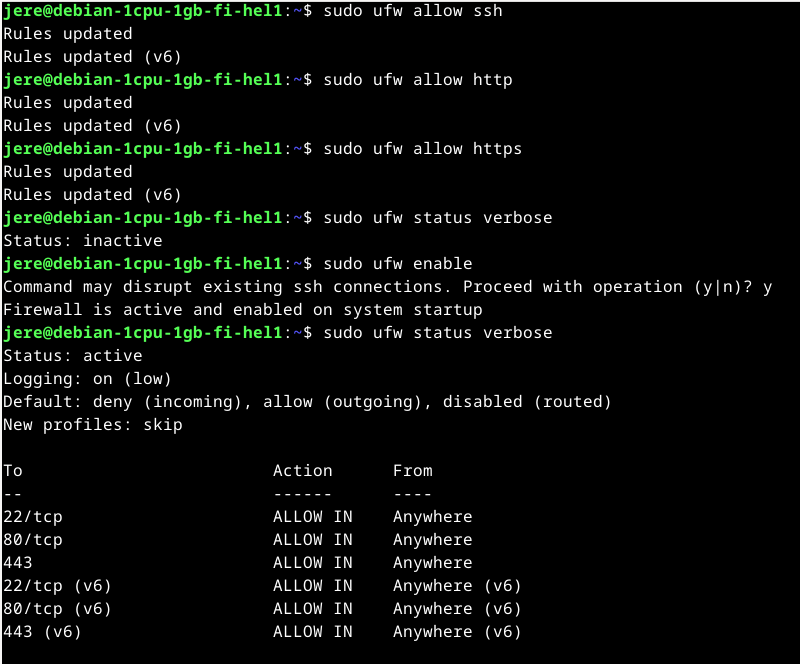 jere@debian-1cpu-1gb-fi-hel1:~$ sudo ufw allow ssh
Rules updated
Rules updated (v6)
jere@debian-1cpu-1gb-fi-hel1:~$ sudo ufw allow http
Rules updated
Rules updated (v6)
jere@debian-1cpu-1gb-fi-hel1:~$ sudo ufw allow https
Rules updated
Rules updated (v6)
jere@debian-1cpu-1gb-fi-hel1:~$ sudo ufw status verbose
Status: inactive
jere@debian-1cpu-1gb-fi-hel1:~$ sudo ufw enable
Command may disrupt existing ssh connections. Proceed with operation (y|n)? y
Firewall is active and enabled on system startup
jere@debian-1cpu-1gb-fi-hel1:~$ sudo ufw status verbose
Status: active
Logging: on (low)
Default: deny (incoming), allow (outgoing), disabled (routed)
New profiles: skip

To                         Action      From
--                         ------      ----
22/tcp                     ALLOW IN    Anywhere
80/tcp                     ALLOW IN    Anywhere
443                        ALLOW IN    Anywhere
22/tcp (v6)                ALLOW IN    Anywhere (v6)
80/tcp (v6)                ALLOW IN    Anywhere (v6)
443 (v6)                   ALLOW IN    Anywhere (v6)